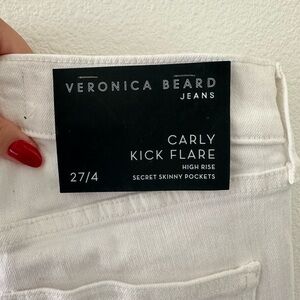 VERONICA BEARD
JEANS
CARLY
KICK FLARE
HIGH RISE
27/4 SECRET SKINNY POCKETS